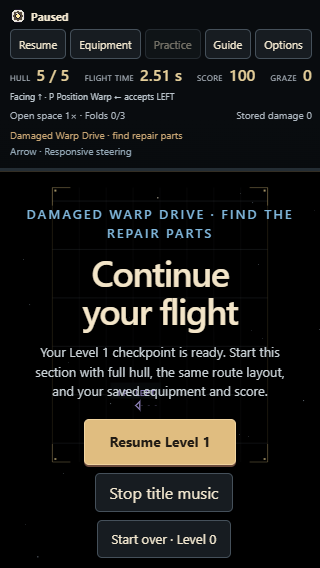 Paused
Resume Equipment Practice Guide Options
HULL 5 / 5 FLIGHT TIME 2.51 s SCORE 100 GRAZE 0
Facing ↑ · P Position Warp ← accepts LEFT
Open space 1× · Folds 0/3 Stored damage 0
Damaged Warp Drive · find repair parts
Arrow · Responsive steering
DAMAGED WARP DRIVE · FIND THE
REPAIR PARTS
Continue
your flight
Your Level 1 checkpoint is ready. Start this
section with full hull, the same route layout,
and your saved equipment and score.
Resume Level 1
Stop title music
Start over · Level 0